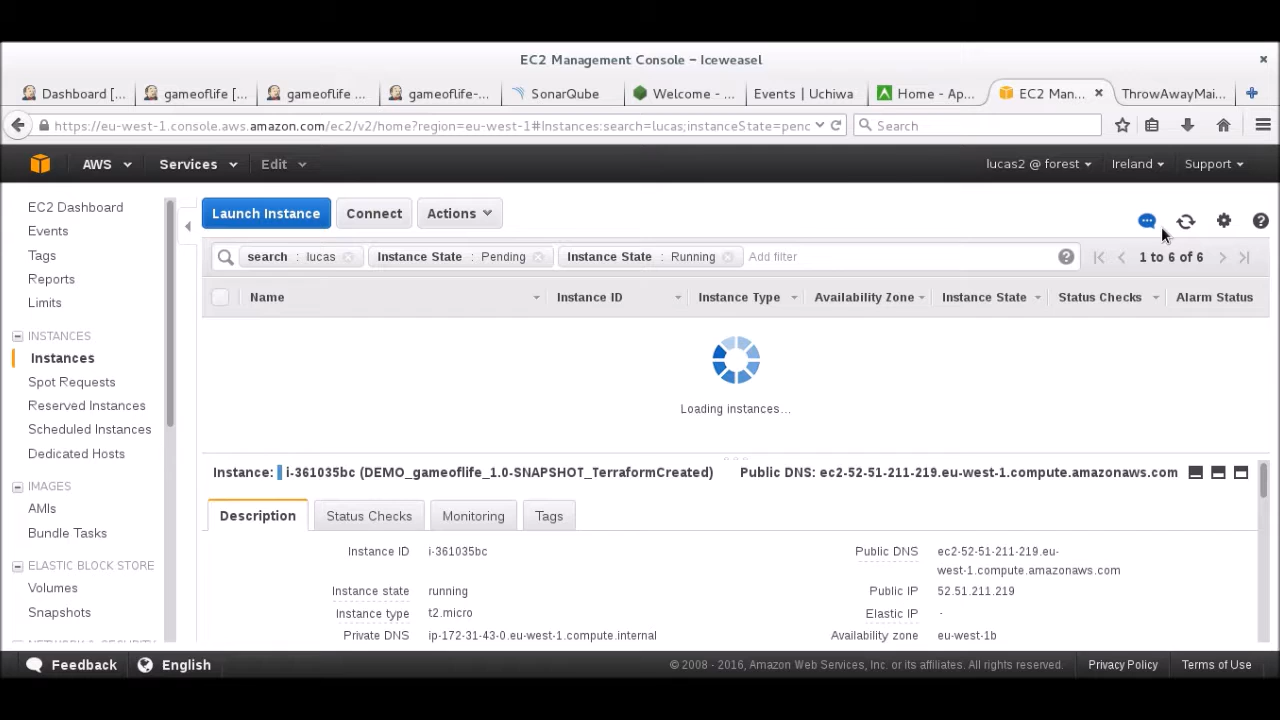 EC2 Management Console – Iceweasel
Dashboard [...
gameoflife [...
gameoflife ...
gameoflife-...
SonarQube
Welcome - ...
Events | Uchiwa
Home - Ap...
EC2 Man...
ThrowAwayMai...
https://eu-west-1.console.aws.amazon.com/ec2/v2/home?region=eu-west-1#Instances:search=lucas;instanceState=penc
Search
AWS
Services
Edit
lucas2 @ forest
Ireland
Support
EC2 Dashboard
Events
Tags
Reports
Limits
INSTANCES
Instances
Spot Requests
Reserved Instances
Scheduled Instances
Dedicated Hosts
IMAGES
AMIs
Bundle Tasks
ELASTIC BLOCK STORE
Volumes
Snapshots
Launch Instance
Connect
Actions
search : lucas
Instance State : Pending
Instance State : Running
Add filter
1 to 6 of 6
Name
Instance ID
Instance Type
Availability Zone
Instance State
Status Checks
Alarm Status
Loading instances...
Instance: i-361035bc (DEMO_gameoflife_1.0-SNAPSHOT_TerraformCreated)
Public DNS: ec2-52-51-211-219.eu-west-1.compute.amazonaws.com
Description
Status Checks
Monitoring
Tags
Instance ID i-361035bc
Public DNS ec2-52-51-211-219.eu-
west-1.compute.amazonaws.com
Instance state running
Public IP 52.51.211.219
Instance type t2.micro
Elastic IP -
Private DNS ip-172-31-43-0.eu-west-1.compute.internal
Availability zone eu-west-1b
Feedback
English
© 2008 - 2016, Amazon Web Services, Inc. or its affiliates. All rights reserved.
Privacy Policy
Terms of Use